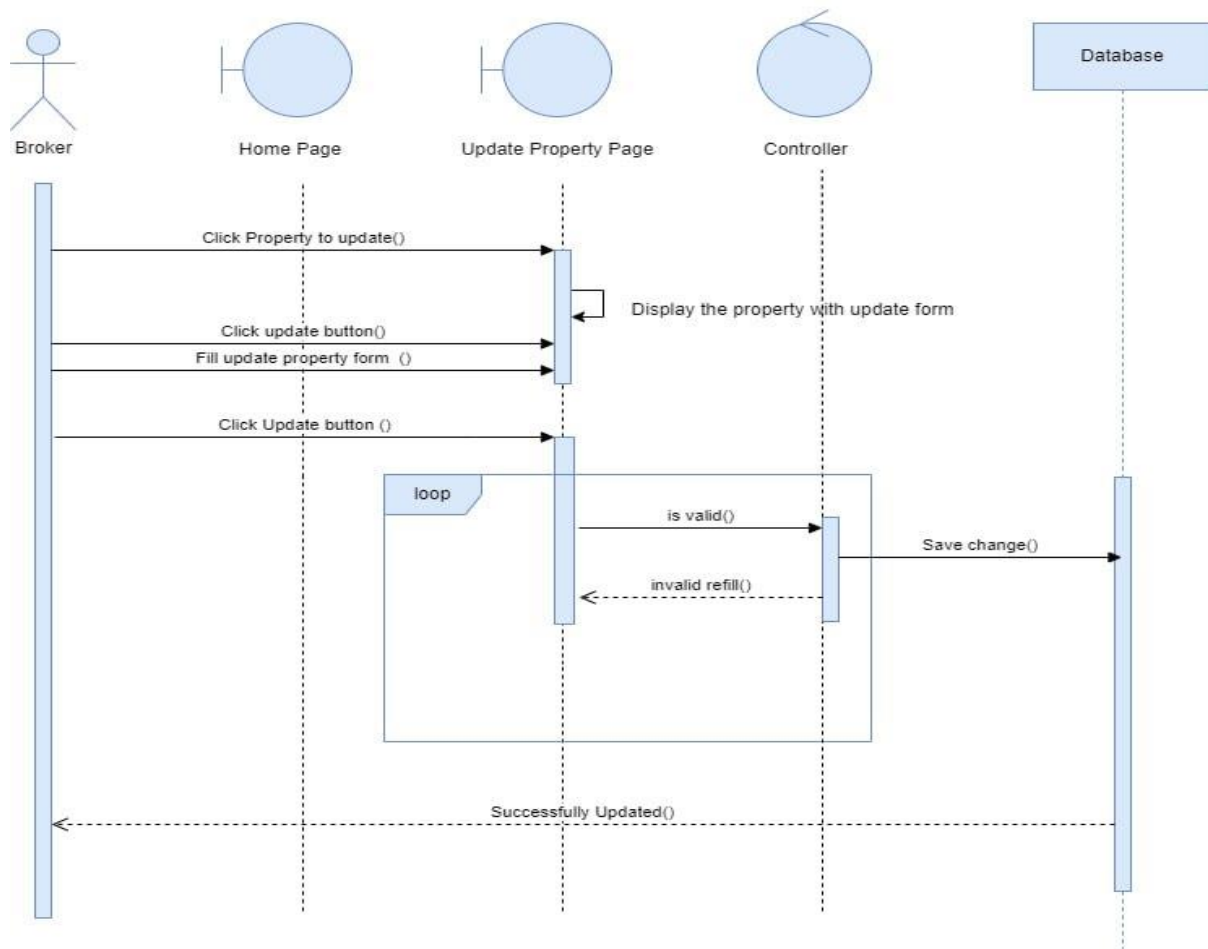 Broker
Home Page
Update Property Page
Controller
Database
Click Property to update()
Display the property with update form
Click update button()
Fill update property form  ()
Click Update button ()
loop
is valid()
Save change()
invalid refill()
Successfully Updated()